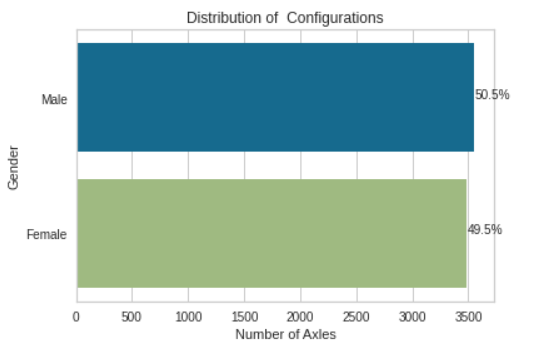 Distribution of  Configurations
Male
50.5%
Gender
Female
49.5%
0 500 1000 1500 2000 2500 3000 3500
Number of Axles